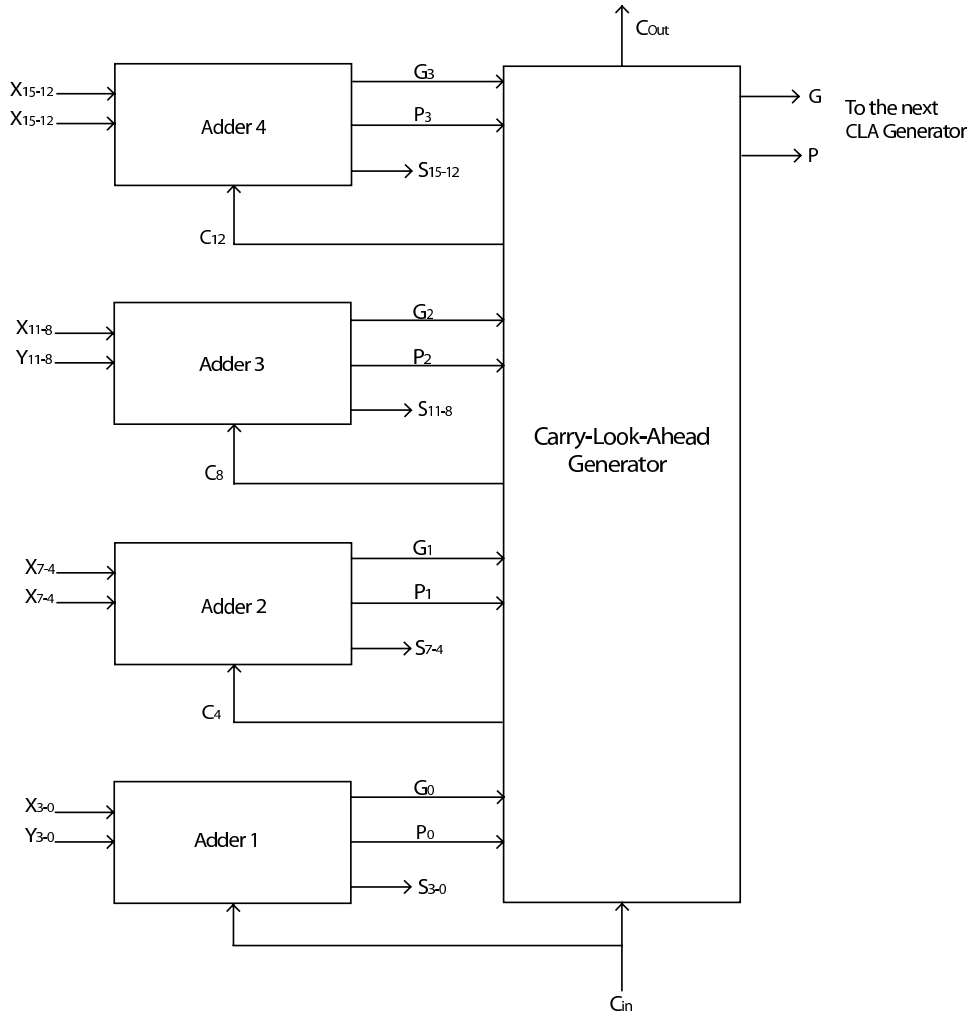 COut
G3
X15-12
X15-12
Adder 4
P3
S15-12
C12
G
P
To the next
CLA Generator
G2
X11-8
Y11-8
Adder 3
P2
S11-8
C8
Carry-Look-Ahead
Generator
G1
X7-4
X7-4
Adder 2
P1
S7-4
C4
G0
X3-0
Y3-0
Adder 1
P0
S3-0
Cin